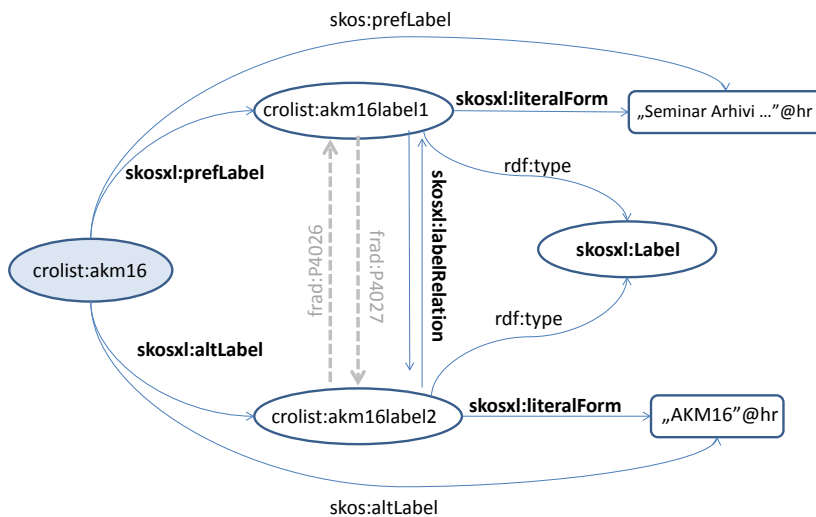 skos:prefLabel
crolist:akm16label1
skosxl:literalForm
„Seminar Arhivi ...”@hr
skosxl:prefLabel
rdf:type
frad:P4026
frad:P4027
skosxl:labelRelation
skosxl:Label
crolist:akm16
rdf:type
skosxl:altLabel
crolist:akm16label2
skosxl:literalForm
„AKM16”@hr
skos:altLabel